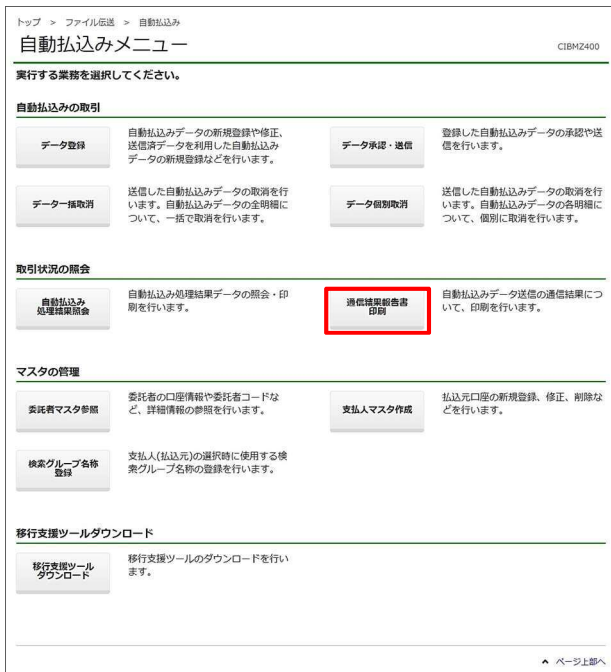 トップ > ファイル伝送 > 自動払込み
自動払込みメニュー
CIBMZ400
実行する業務を選択してください。
自動払込みの取引
データ登録
自動払込みデータの新規登録や修正、
送信済データを利用した自動払込み
データの新規登録などを行います。
データ承認・送信
登録した自動払込みデータの承認や送
信を行います。
データ一括取消
送信した自動払込みデータの取消を行
います。自動払込みデータの全明細に
ついて、一括で取消を行います。
データ個別取消
送信した自動払込みデータの取消を行
います。自動払込みデータの各明細に
ついて、個別に取消を行います。
取引状況の照会
自動払込み
処理結果照会
自動払込み処理結果データの照会・印
刷を行います。
通信結果報告書
印刷
自動払込みデータ送信の通信結果につ
いて、印刷を行います。
マスタの管理
委託者マスタ参照
委託者の口座情報や委託者コードな
ど、詳細情報の参照を行います。
支払人マスタ作成
払込元口座の新規登録、修正、削除な
どを行います。
検索グループ名称
登録
支払人(払込元)の選択時に使用する検
索グループ名称の登録を行います。
移行支援ツールダウンロード
移行支援ツール
ダウンロード
移行支援ツールのダウンロードを行い
ます。
ページ上部へ